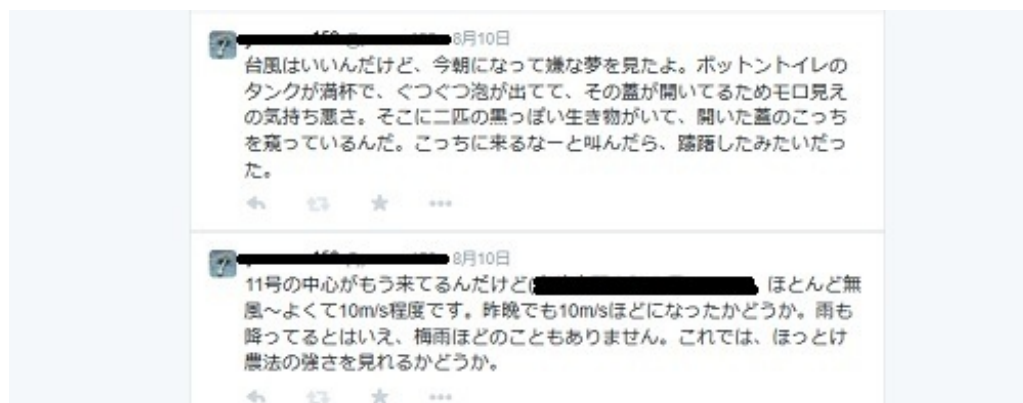 8月10日
台風はいいんだけど、今朝になって嫌な夢を見たよ。ボットントイレの
タンクが満杯で、ぐつぐつ泡が出てて、その蓋が開いてるためモロ見え
の気持ち悪さ。そこに二匹の黒っぽい生き物がいて、開いた蓋のこっち
を窺っているんだ。こっちに来るなーと叫んだら、躊躇したみたいだっ
た。
8月10日
11号の中心がもう来てるんだけど( ほとんど無
風～よくて10m/s程度です。昨晩でも10m/sほどになったかどうか。雨も
降ってるとはいえ、梅雨ほどのこともありません。これでは、ほっとけ
農法の強さを見れるかどうか。